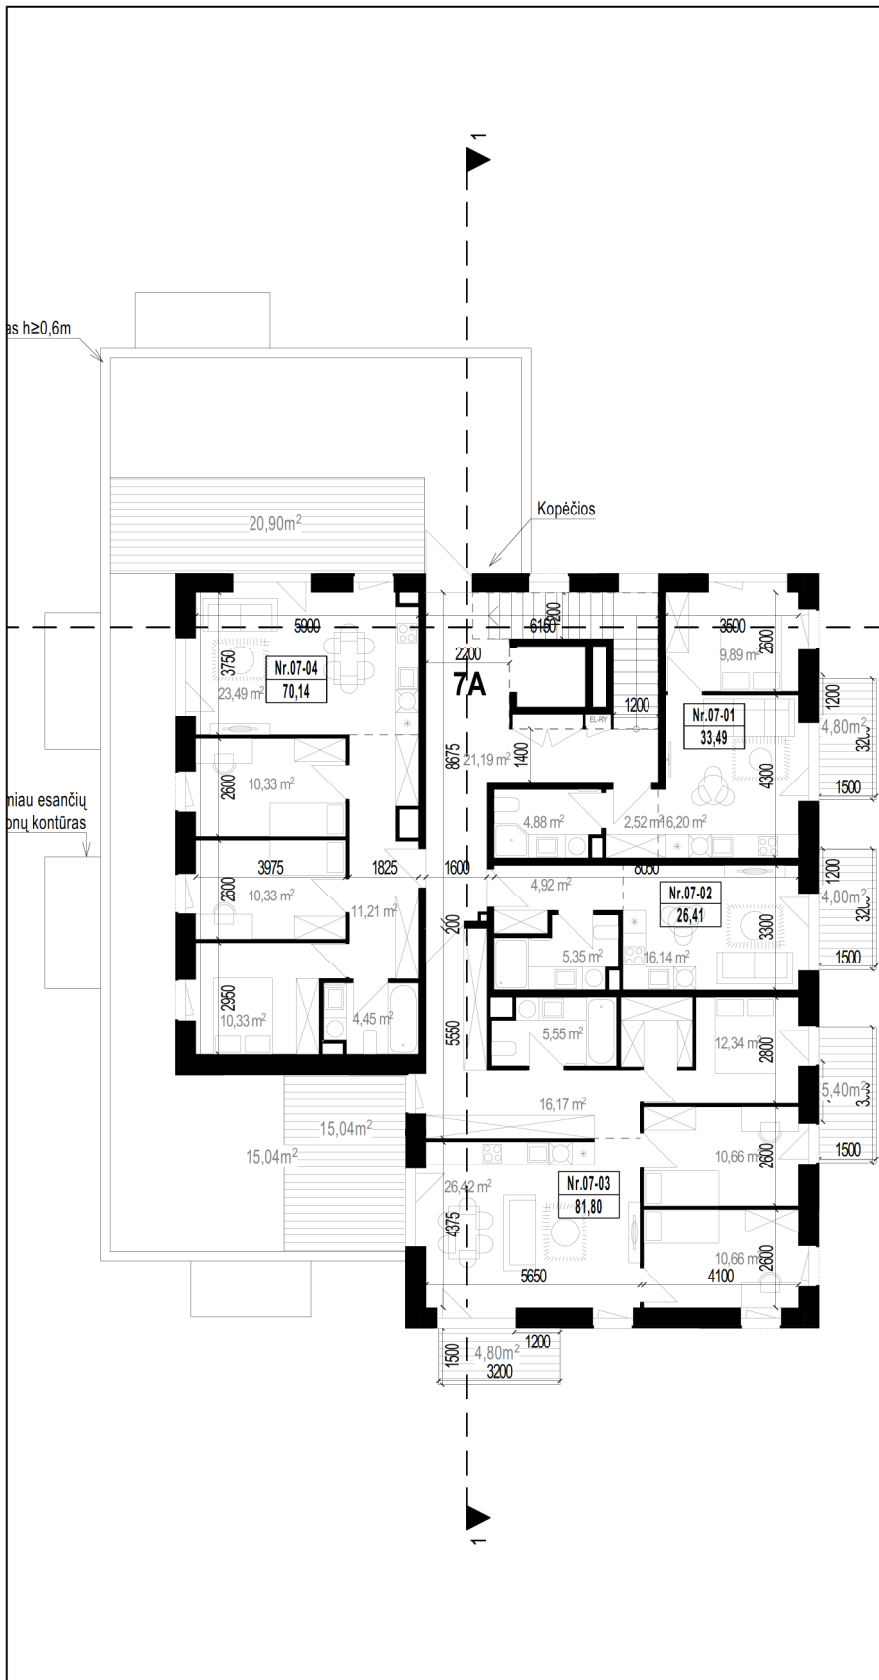 1
as h≥0,6m
Kopėčios
20,90m²
5900
6150
1200
3500
2200
3750
Nr.07-04
70,14
23,49 m²
7A
2600
9,89 m²
1200
EL-RY
Nr.07-01
33,49
1200
4,80m²
8675
1400
21,19 m²
4300
1500
2600
10,33 m²
niau esančių
onų kontūras
4,88 m²
2,52 m²
16,20 m²
3975
1825
1600
4,92 m²
1200
2600
10,33 m²
11,21 m²
200
Nr.07-02
26,41
3300
4,00m²
5,35 m²
16,14 m²
1500
2950
10,33 m²
4,45 m²
5550
5,55 m²
12,34 m²
2800
5,40m²
15,04m²
15,04m²
16,17 m²
10,66 m²
2600
1500
26,42 m²
4375
Nr.07-03
81,80
10,66 m²
2600
5650
4100
1500
4,80m²
1200
3200
1